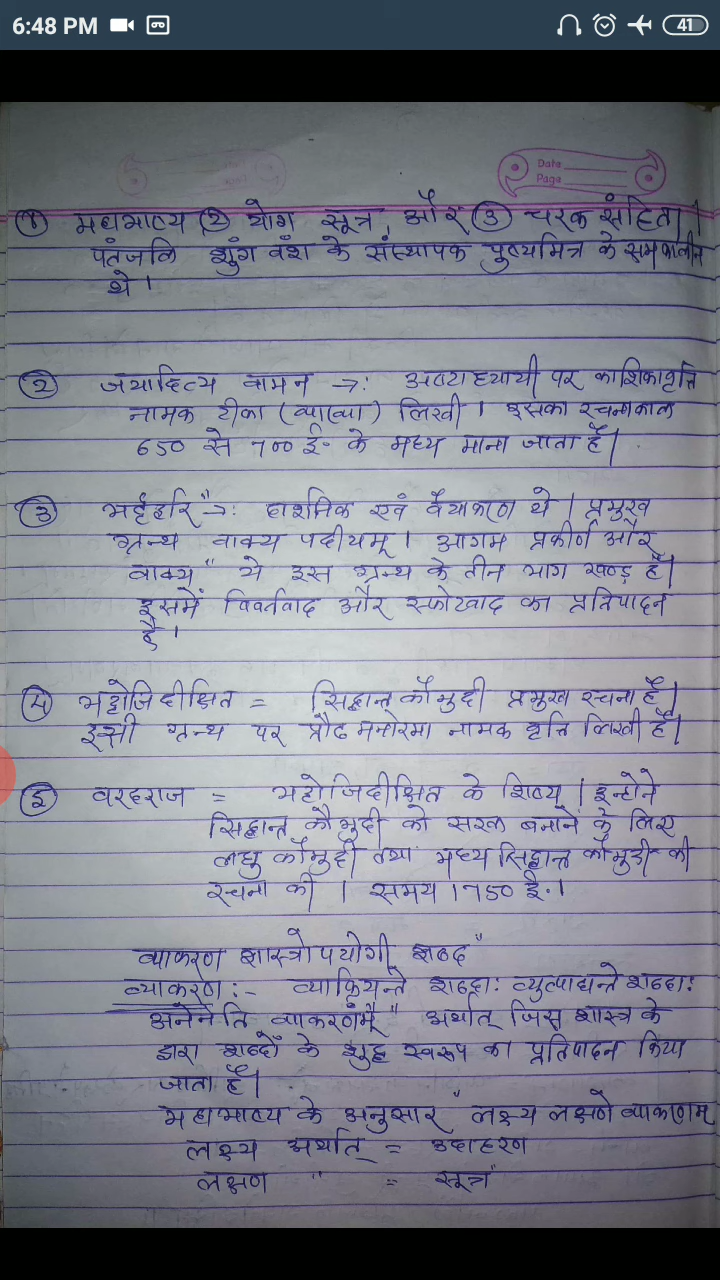 6:48 PM 41
Date
Page
① महाभाष्य ② योग सूत्र और ③ चरक संहिता।
पतंजलि शुंग वंश के संस्थापक पुष्यमित्र के समकालीन
थे।
② जयादित्य वामन →: अष्टाध्यायी पर काशिकावृत्ति
नामक टीका (व्याख्या) लिखी। इसका रचनाकाल
650 से 700 ई॰ के मध्य माना जाता है।
③ भर्तृहरि" →: दार्शनिक एवं वैयाकरण थे। प्रमुख
ग्रन्थ वाक्य पदीयम्। आगम प्रकीर्ण और
वाक्य" ये इस ग्रन्थ के तीन भाग खण्ड़ है।
इसमें विवर्तवाद और स्फोटवाद का प्रतिपादन
है।
④ भट्टोजिदीक्षित = सिद्धान्त कौमुदी प्रमुख रचना है।
इसी ग्रन्थ पर प्रौढ मनोरमा नामक वृत्ति लिखी है।
⑤ वरदराज = भट्टोजिदीक्षित के शिष्य। इन्होने
सिद्धान्त कौमुदी को सरल बनाने के लिए
लघु कौमुदी तथा मध्य सिद्धान्त कौमुदी की
रचना की। समय 1750 ई॰।
व्याकरण शास्त्रोपयोगी शब्द"
व्याकरण :- व्याक्रियन्ते शब्दाः व्युत्पाद्यन्ते शब्दाः
अनेनेति व्याकरणंम्" अर्थात् जिस शास्त्र के
द्वारा शब्दों के शुद्ध स्वरूप का प्रतिपादन किया
जाता है।
महाभाष्य के अनुसार "लक्ष्य लक्षणे व्याकरणम्
लक्ष्य अर्थात् = उदाहरण
लक्षण " = सूत्र